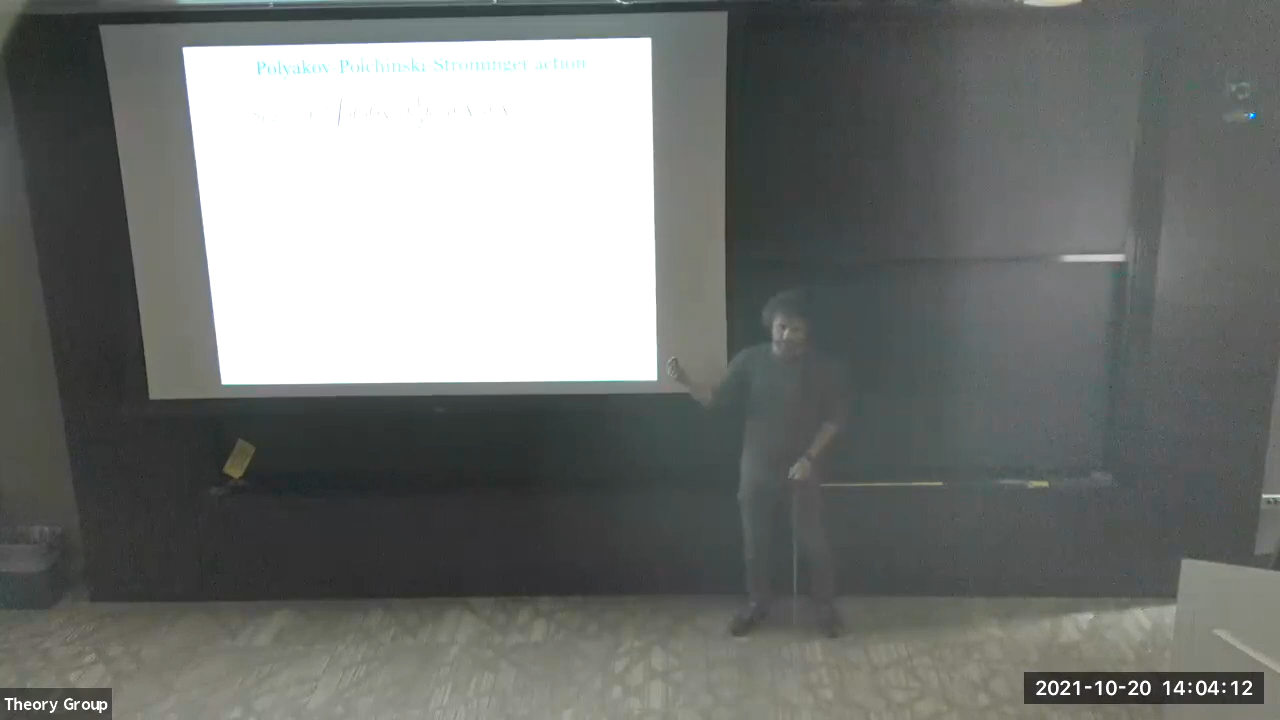 Polyakov Polchinski Strominger action
Theory Group
2021-10-20 14:04:12